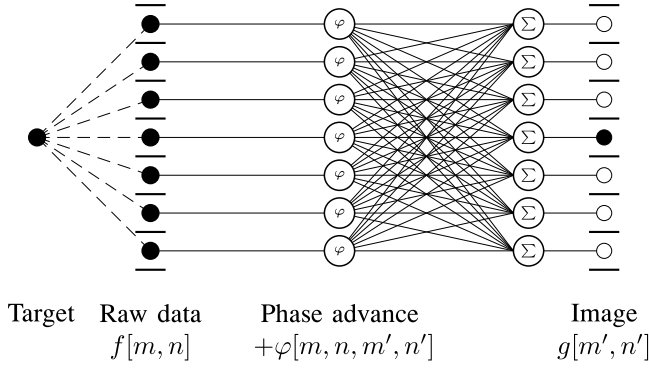 φ Σ
φ Σ
φ Σ
φ Σ
φ Σ
φ Σ
φ Σ
Target Raw data Phase advance Image
f[m, n] +φ[m, n, m′, n′] g[m′, n′]